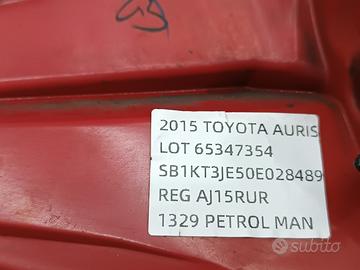 2015 TOYOTA AURIS
LOT 65347354
SB1KT3JE50E028489
REG AJ15RUR
1329 PETROL MAN
subito